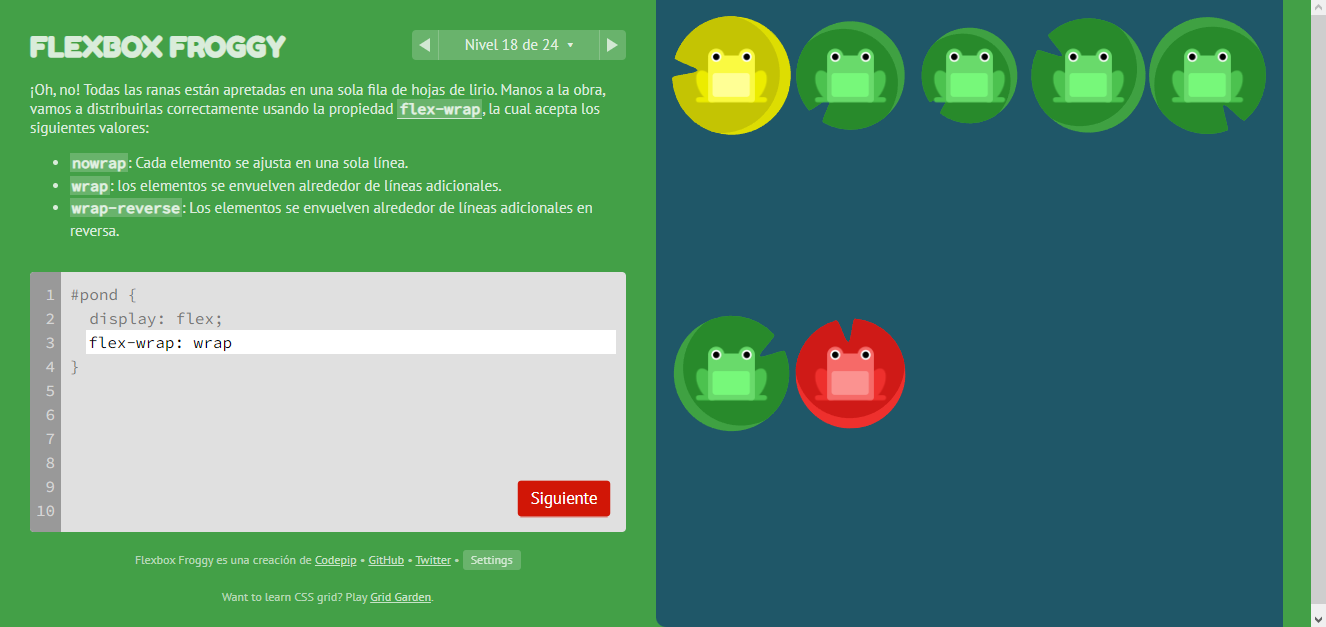 FLEXBOX FROGGY
Nivel 18 de 24
¡Oh, no! Todas las ranas están apretadas en una sola fila de hojas de lirio. Manos a la obra,
vamos a distribuirlas correctamente usando la propiedad flex-wrap, la cual acepta los
siguientes valores:
• nowrap: Cada elemento se ajusta en una sola línea.
• wrap: los elementos se envuelven alrededor de líneas adicionales.
• wrap-reverse: Los elementos se envuelven alrededor de líneas adicionales en
reversa.
1 #pond {
2 display: flex;
3 flex-wrap: wrap
4 }
5
6
7
8
9
10
Siguiente
Flexbox Froggy es una creación de Codepip • GitHub • Twitter • Settings
Want to learn CSS grid? Play Grid Garden.